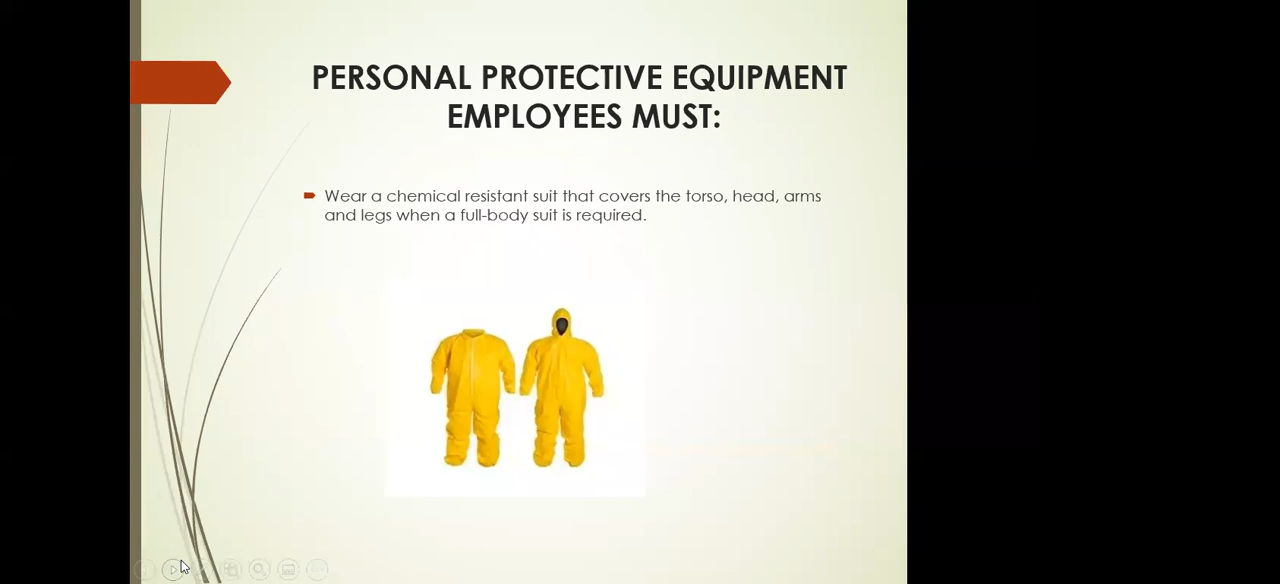 PERSONAL PROTECTIVE EQUIPMENT
EMPLOYEES MUST:
Wear a chemical resistant suit that covers the torso, head, arms
and legs when a full-body suit is required.